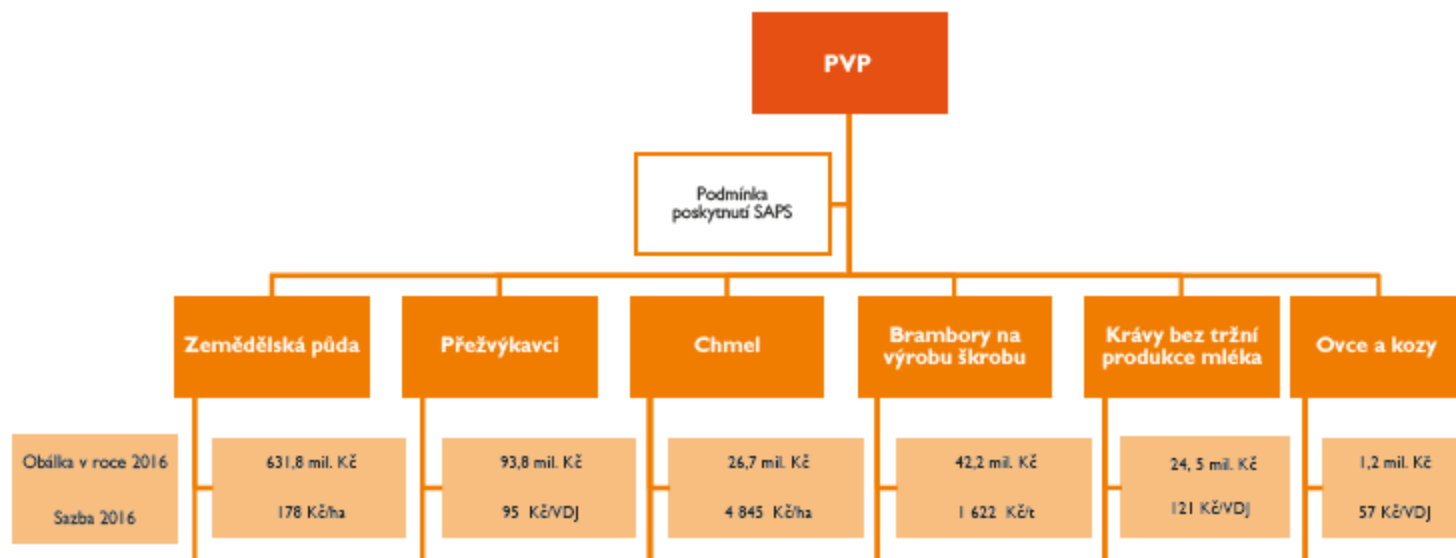 PVP
Podmínka
poskytnutí SAPS
Zemědělská půda
Přežvýkavci
Chmel
Brambory na
výrobu škrobu
Krávy bez tržní
produkce mléka
Ovce a kozy
Obálka v roce 2016
631,8 mil. Kč
93,8 mil. Kč
26,7 mil. Kč
42,2 mil. Kč
24, 5 mil. Kč
1,2 mil. Kč
Sazba 2016
178 Kč/ha
95 Kč/VDJ
4 845 Kč/ha
1 622 Kč/t
121 Kč/VDJ
57 Kč/VDJ